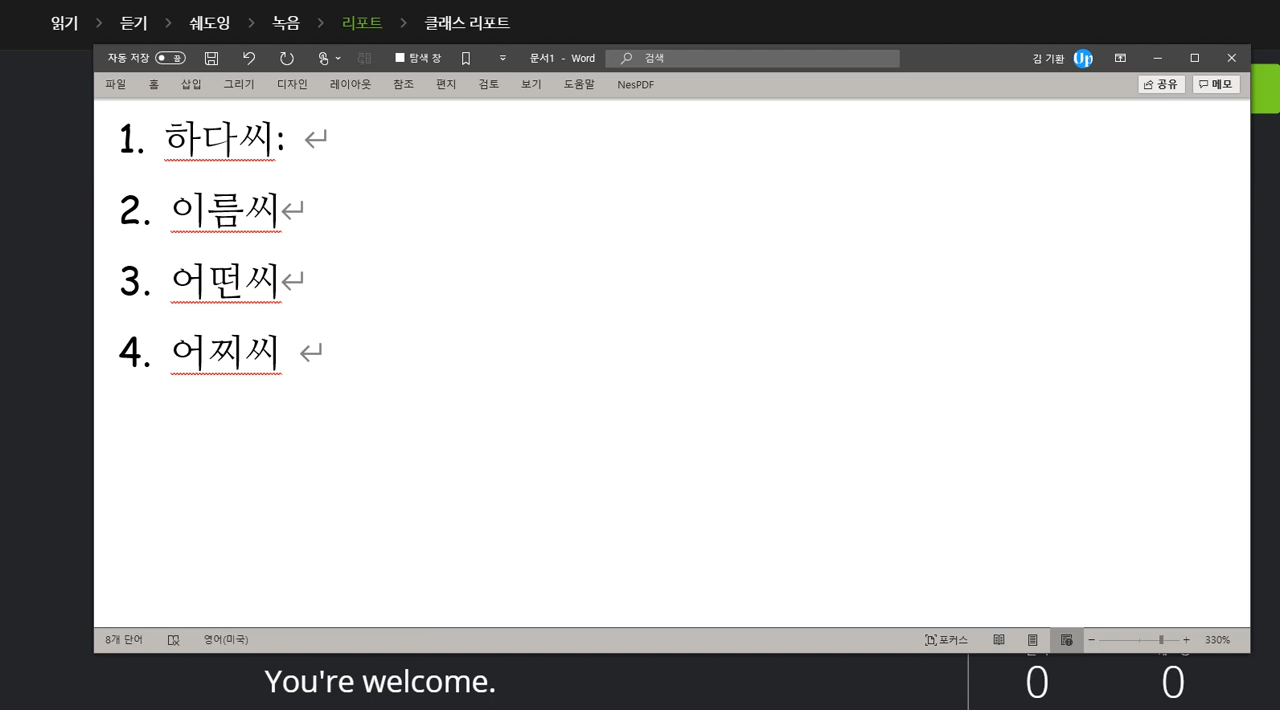 읽기 > 듣기 > 쉐도잉 > 녹음 > 리포트 > 클래스 리포트
자동 저장 끔 탐색 창 문서1 - Word 검색 김 기환 Up
파일 홈 삽입 그리기 디자인 레이아웃 참조 편지 검토 보기 도움말 NesPDF 공유 메모
1. 하다씨:
2. 이름씨
3. 어떤씨
4. 어찌씨
8개 단어 영어(미국) 포커스 330%
You're welcome. 0 0